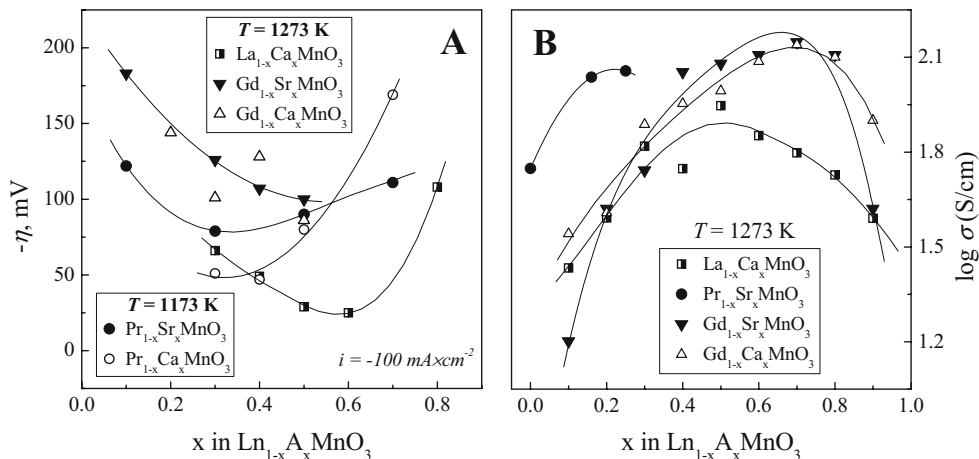 A
T = 1273 K
La1-xCaxMnO3
Gd1-xSrxMnO3
Gd1-xCaxMnO3
200
150
100
50
0
-η, mV
T = 1173 K
Pr1-xSrxMnO3
Pr1-xCaxMnO3
i = -100 mA×cm-2
0.0 0.2 0.4 0.6 0.8
x in Ln1-xAxMnO3
B
T = 1273 K
La1-xCaxMnO3
Pr1-xSrxMnO3
Gd1-xSrxMnO3
Gd1-xCaxMnO3
2.1
1.8
1.5
1.2
log σ (S/cm)
0.0 0.2 0.4 0.6 0.8 1.0
x in Ln1-xAxMnO3